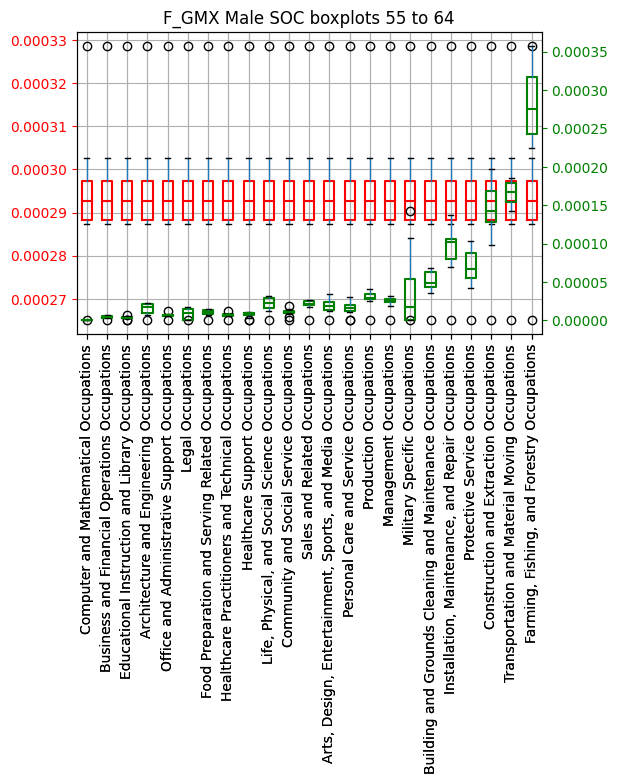 F_GMX Male SOC boxplots 55 to 64
0.00033
0.00032
0.00031
0.00030
0.00029
0.00028
0.00027
0.00035
0.00030
0.00025
0.00020
0.00015
0.00010
0.00005
0.00000
Computer and Mathematical Occupations
Business and Financial Operations Occupations
Educational Instruction and Library Occupations
Architecture and Engineering Occupations
Office and Administrative Support Occupations
Legal Occupations
Food Preparation and Serving Related Occupations
Healthcare Practitioners and Technical Occupations
Healthcare Support Occupations
Life, Physical, and Social Science Occupations
Community and Social Service Occupations
Sales and Related Occupations
Arts, Design, Entertainment, Sports, and Media Occupations
Personal Care and Service Occupations
Production Occupations
Management Occupations
Military Specific Occupations
Building and Grounds Cleaning and Maintenance Occupations
Installation, Maintenance, and Repair Occupations
Protective Service Occupations
Construction and Extraction Occupations
Transportation and Material Moving Occupations
Farming, Fishing, and Forestry Occupations